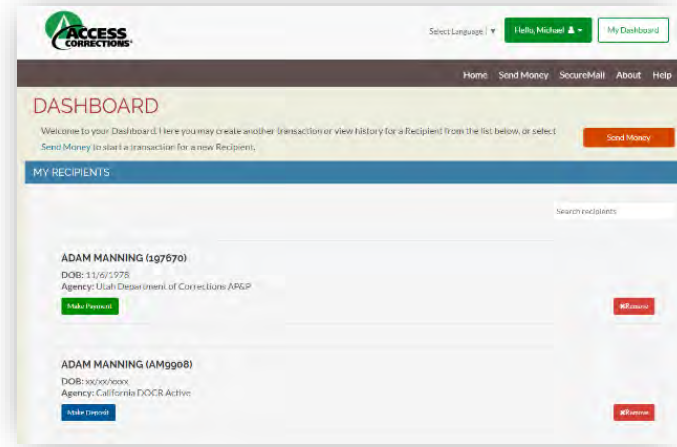 ACCESS
CORRECTIONS
Select Language ▼
Hello, Michael
My Dashboard
Home Send Money SecureMail About Help
DASHBOARD
Welcome to your Dashboard. Here you may create another transaction or view history for a Recipient from the list below, or select
Send Money to start a transaction for a new Recipient.
Send Money
MY RECIPIENTS
Search recipients
ADAM MANNING (197670)
DOB: 11/6/1978
Agency: Utah Department of Corrections AP&P
Make Payment
Remove
ADAM MANNING (AM9908)
DOB: xx/xx/xxxx
Agency: California DOCR Active
Make Deposit
Remove